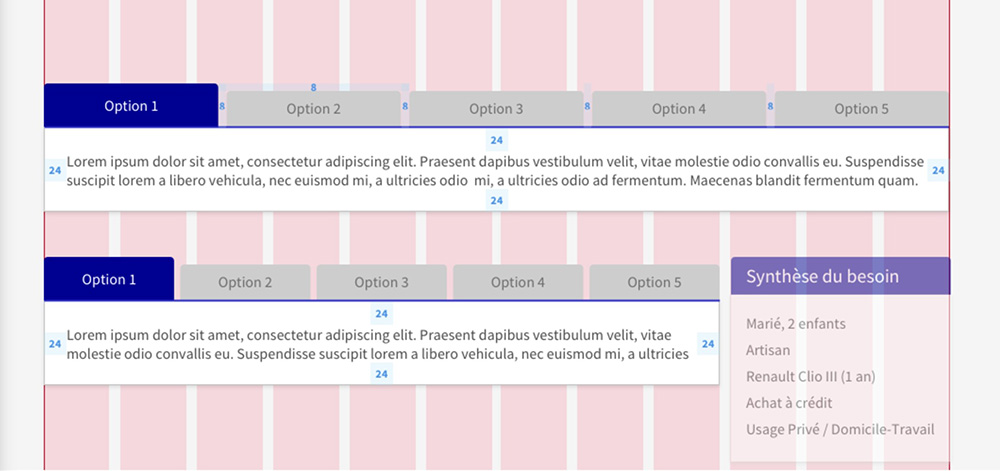 8
Option 1
8
Option 2
8
Option 3
8
Option 4
8
Option 5
24
24
Lorem ipsum dolor sit amet, consectetur adipiscing elit. Praesent dapibus vestibulum velit, vitae molestie odio convallis eu. Suspendisse
suscipit lorem a libero vehicula, nec euismod mi, a ultricies odio  mi, a ultricies odio ad fermentum. Maecenas blandit fermentum quam.
24
24
Option 1
Option 2
Option 3
Option 4
Option 5
24
24
Lorem ipsum dolor sit amet, consectetur adipiscing elit. Praesent dapibus vestibulum velit, vitae
molestie odio convallis eu. Suspendisse suscipit lorem a libero vehicula, nec euismod mi, a ultricies
24
24
Synthèse du besoin
Marié, 2 enfants
Artisan
Renault Clio III (1 an)
Achat à crédit
Usage Privé / Domicile-Travail